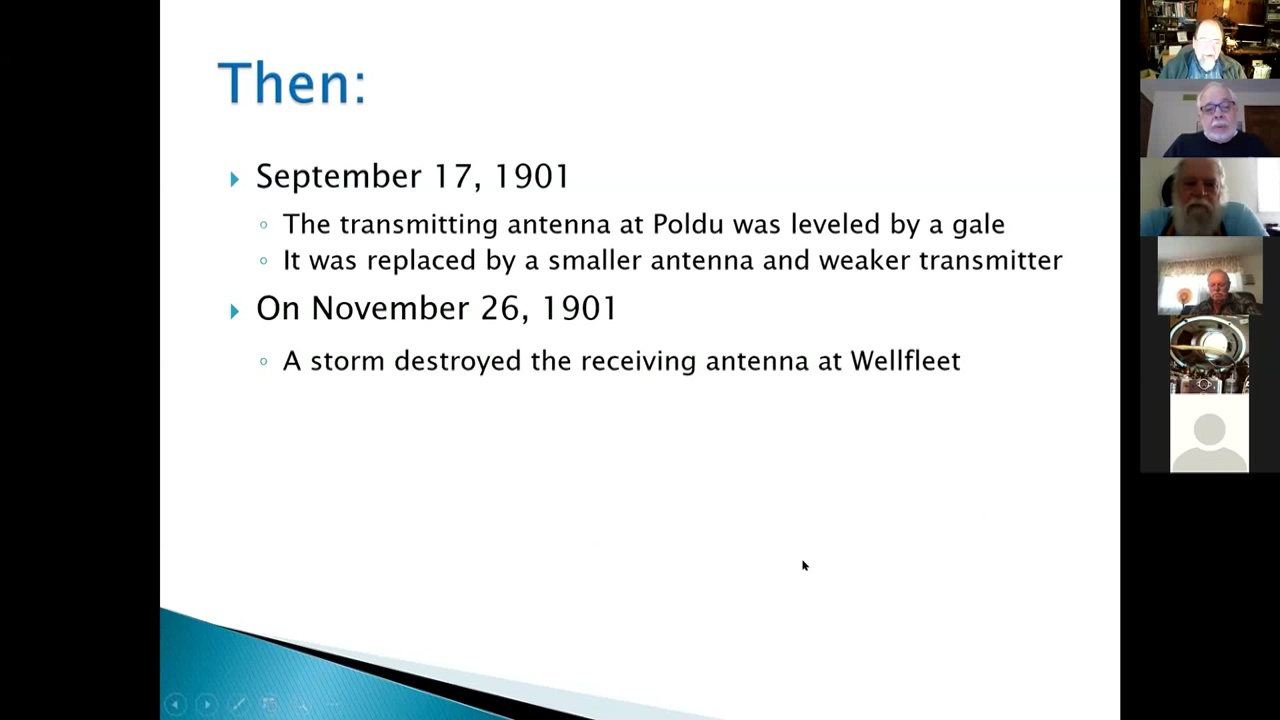 Then:
September 17, 1901
The transmitting antenna at Poldu was leveled by a gale
It was replaced by a smaller antenna and weaker transmitter
On November 26, 1901
A storm destroyed the receiving antenna at Wellfleet